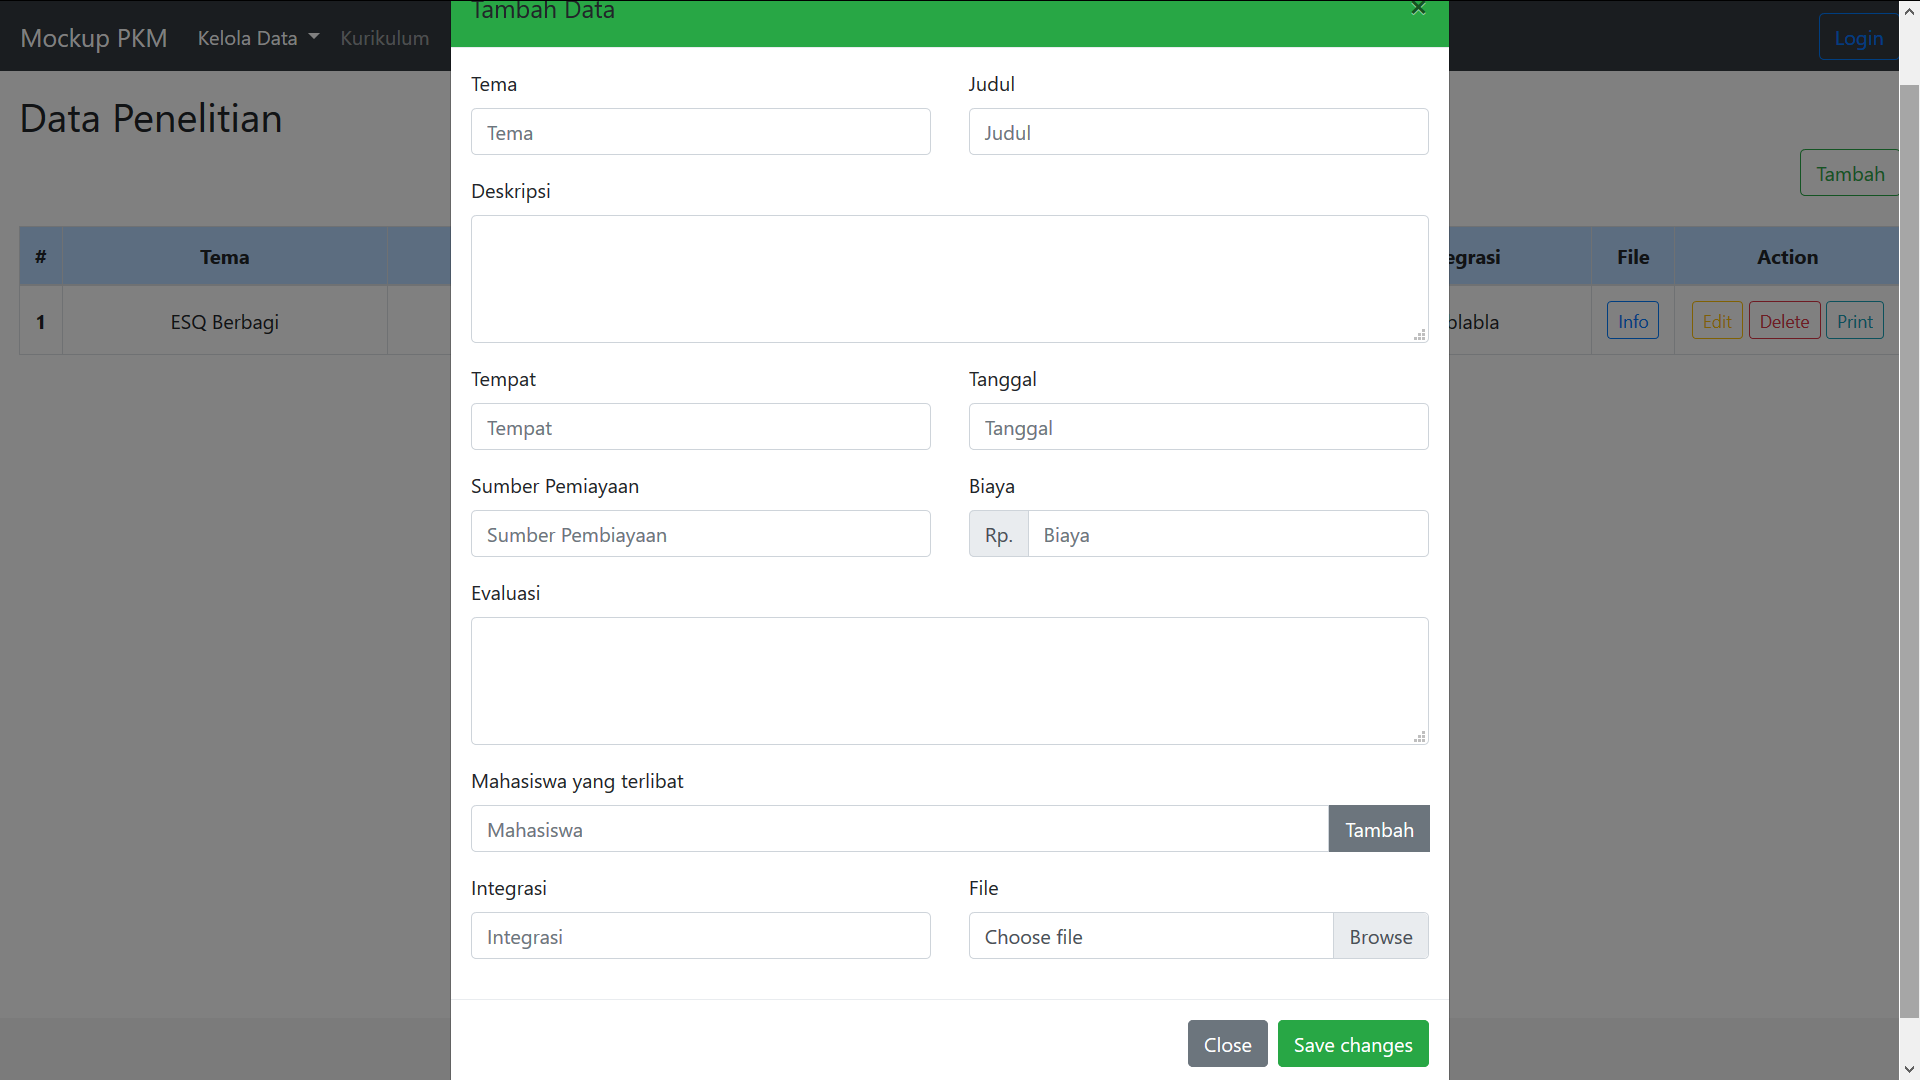 Mockup PKM Kelola Data Kurikulum Login
Data Penelitian
Tambah
# Tema egrasi File Action
1 ESQ Berbagi blabla Info Edit Delete Print
Tambah Data ×
Tema Judul
Tema Judul
Deskripsi
Tempat Tanggal
Tempat Tanggal
Sumber Pemiayaan Biaya
Sumber Pembiayaan Rp. Biaya
Evaluasi
Mahasiswa yang terlibat
Mahasiswa Tambah
Integrasi File
Integrasi Choose file Browse
Close Save changes